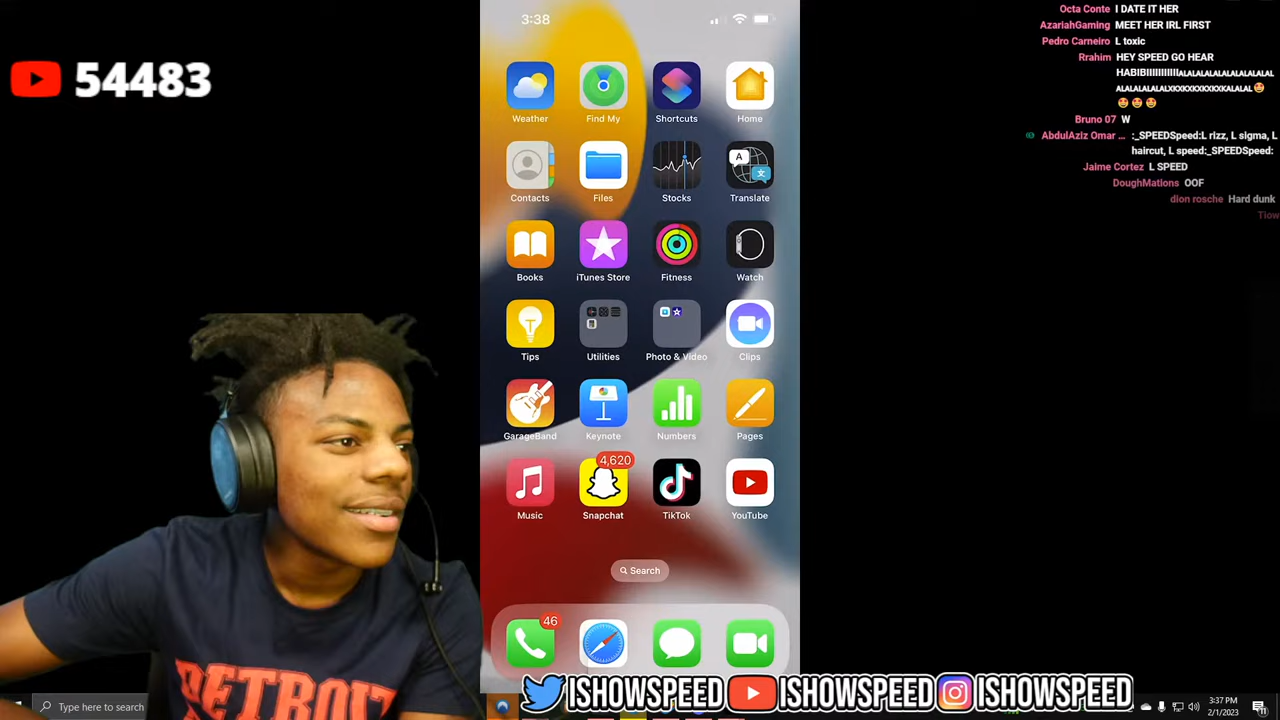 54483
3:38
Weather
Find My
Shortcuts
Home
Contacts
Files
A
文
Stocks
Translate
Books
iTunes Store
Fitness
Watch
Tips
Utilities
Photo & Video
Clips
GarageBand
Keynote
Numbers
Pages
4,620
Music
Snapchat
TikTok
YouTube
Search
46
Octa Conte I DATE IT HER
AzariahGaming MEET HER IRL FIRST
Pedro Carneiro L toxic
Rrahim HEY SPEED GO HEAR
Bruno 07 W
AbdulAziz Omar ... :_SPEEDSpeed:L rizz, L sigma, L
haircut, L speed:_SPEEDSpeed:
Jaime Cortez L SPEED
DoughMations OOF
dion rosche Hard dunk
Tiow
DETROIT
ISHOWSPEED ISHOWSPEED ISHOWSPEED
Type here to search
3:37 PM
2/1/2023